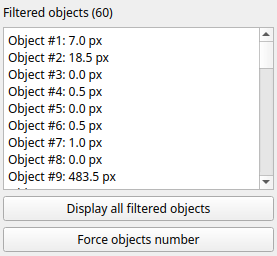 Filtered objects (60)
Object #1: 7.0 px
Object #2: 18.5 px
Object #3: 0.0 px
Object #4: 0.5 px
Object #5: 0.0 px
Object #6: 0.5 px
Object #7: 1.0 px
Object #8: 0.0 px
Object #9: 483.5 px
Display all filtered objects
Force objects number